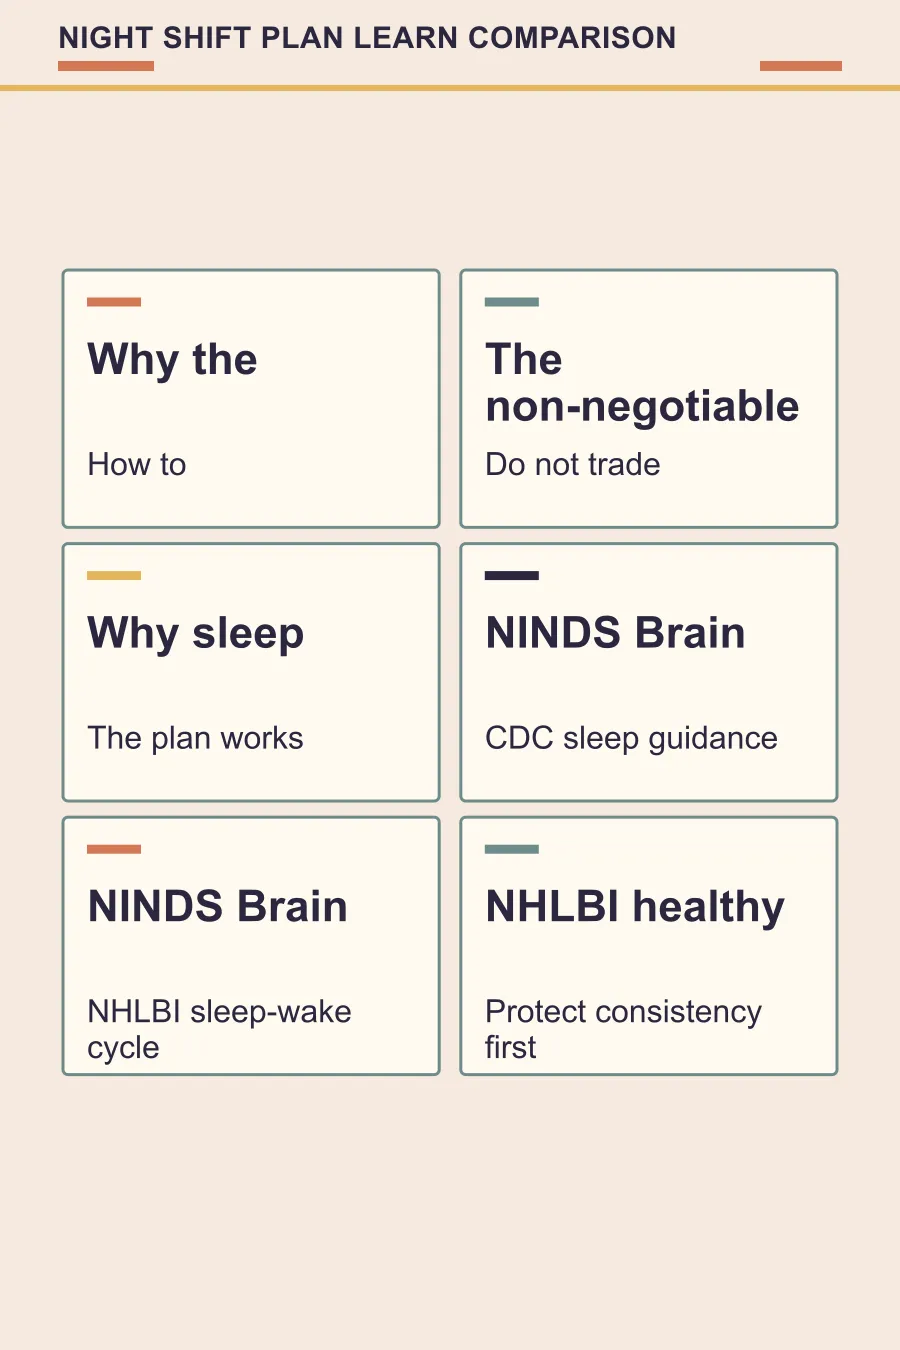 NIGHT SHIFT PLAN LEARN COMPARISON
Why the
How to
The
non-negotiable
Do not trade
Why sleep
The plan works
NINDS Brain
CDC sleep guidance
NINDS Brain
NHLBI sleep-wake
cycle
NHLBI healthy
Protect consistency
first